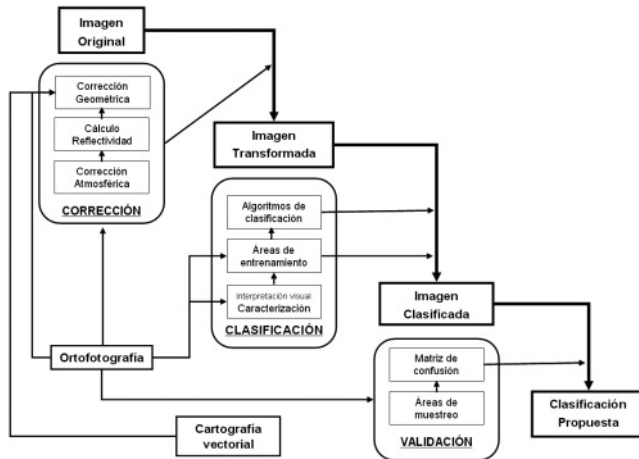 Imagen
Original
Corrección
Geométrica
Cálculo
Reflectividad
Corrección
Atmosférica
CORRECCIÓN
Imagen
Transformada
Algoritmos de
clasificación
Áreas de
entrenamiento
Interpretación visual
Caracterización
CLASIFICACIÓN
Imagen
Clasificada
Ortofotografía
Matriz de
confusión
Áreas de
muestreo
VALIDACIÓN
Clasificación
Propuesta
Cartografía
vectorial